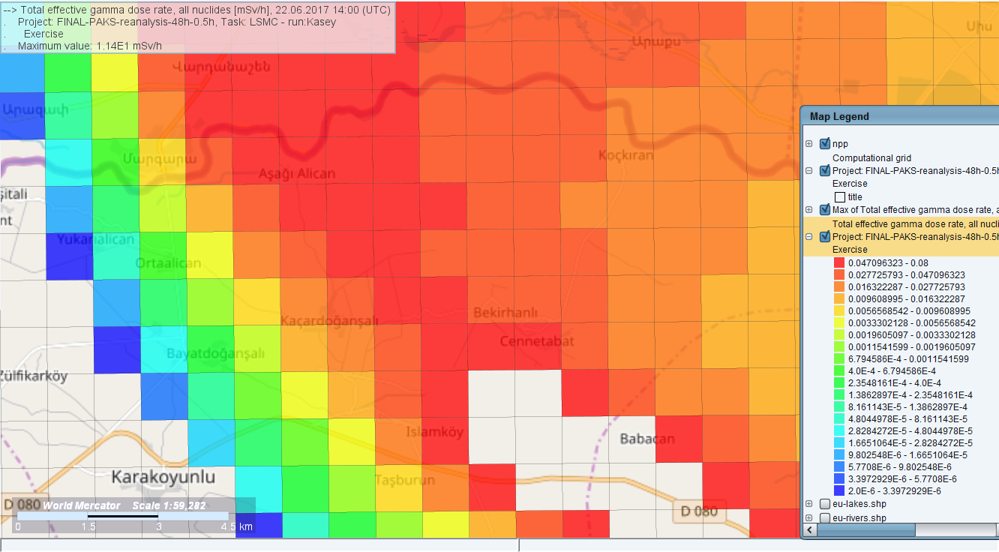 --> Total effective gamma dose rate, all nuclides [mSv/h], 22.06.2017 14:00 (UTC)
. Project: FINAL-PAKS-reanalysis-48h-0.5h, Task: LSMC - run:Kasey
. Exercise
. Maximum value: 1.14E1 mSv/h
Արաքս
Վարդանաշեն
Արազափ
Մարգարա
Koçkıran
Aşağı Alican
şitali
nt
Yukarıalican
Ortaalican
Bekirhanlı
Kaçardoğanşalı
Cennetabat
Bayatdoğanşalı
Zülfikarköy
Islamköy
Babacan
Karakoyunlu
Taşburun
D 080
D 080
World Mercator Scale 1:59,282
0 1.5 3 4.5 km
Map Legend
npp
Computational grid
Project: FINAL-PAKS-reanalysis-48h-0.5h
Exercise
title
Max of Total effective gamma dose rate, a
Total effective gamma dose rate, all nucli
Project: FINAL-PAKS-reanalysis-48h-0.5h
Exercise
0.047096323 - 0.08
0.027725793 - 0.047096323
0.016322287 - 0.027725793
0.009608995 - 0.016322287
0.0056568542 - 0.009608995
0.0033302128 - 0.0056568542
0.0019605097 - 0.0033302128
0.0011541599 - 0.0019605097
6.794586E-4 - 0.0011541599
4.0E-4 - 6.794586E-4
2.3548161E-4 - 4.0E-4
1.3862897E-4 - 2.3548161E-4
8.161143E-5 - 1.3862897E-4
4.8044978E-5 - 8.161143E-5
2.8284272E-5 - 4.8044978E-5
1.6651064E-5 - 2.8284272E-5
9.802548E-6 - 1.6651064E-5
5.7708E-6 - 9.802548E-6
3.3972929E-6 - 5.7708E-6
2.0E-6 - 3.3972929E-6
eu-lakes.shp
eu-rivers.shp